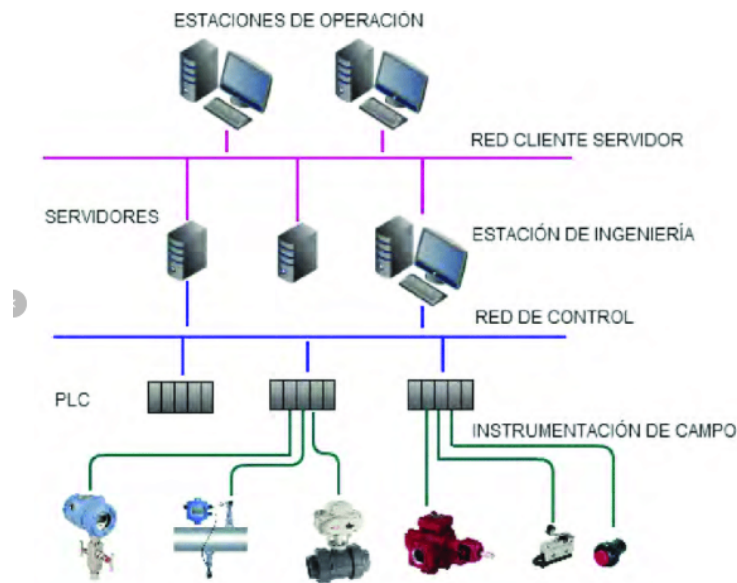 ESTACIONES DE OPERACIÓN
RED CLIENTE SERVIDOR
SERVIDORES
ESTACIÓN DE INGENIERÍA
RED DE CONTROL
PLC
INSTRUMENTACIÓN DE CAMPO